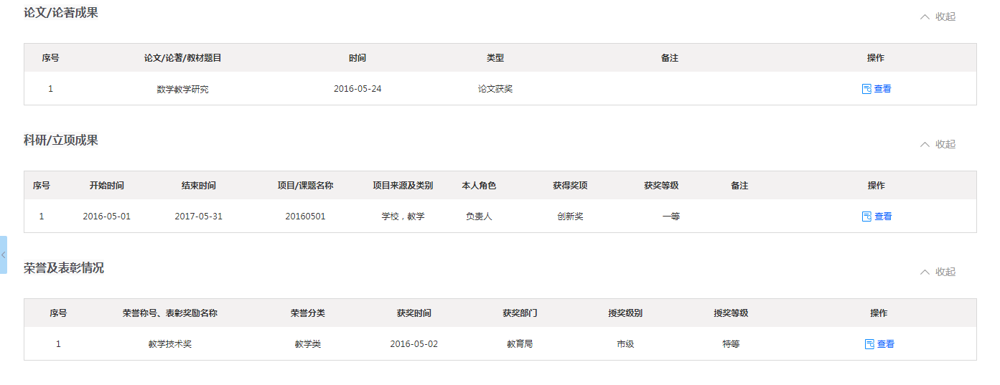 论文/论著成果
收起
序号 论文/论著/教材题目 时间 类型 备注 操作
1 数学教学研究 2016-05-24 论文获奖 查看
科研/立项成果
收起
序号 开始时间 结束时间 项目/课题名称 项目来源及类别 本人角色 获得奖项 获奖等级 备注 操作
1 2016-05-01 2017-05-31 20160501 学校，教学 负责人 创新奖 一等 查看
荣誉及表彰情况
收起
序号 荣誉称号、表彰奖励名称 荣誉分类 获奖时间 获奖部门 授奖级别 授奖等级 操作
1 教学技术奖 教学类 2016-05-02 教育局 市级 特等 查看